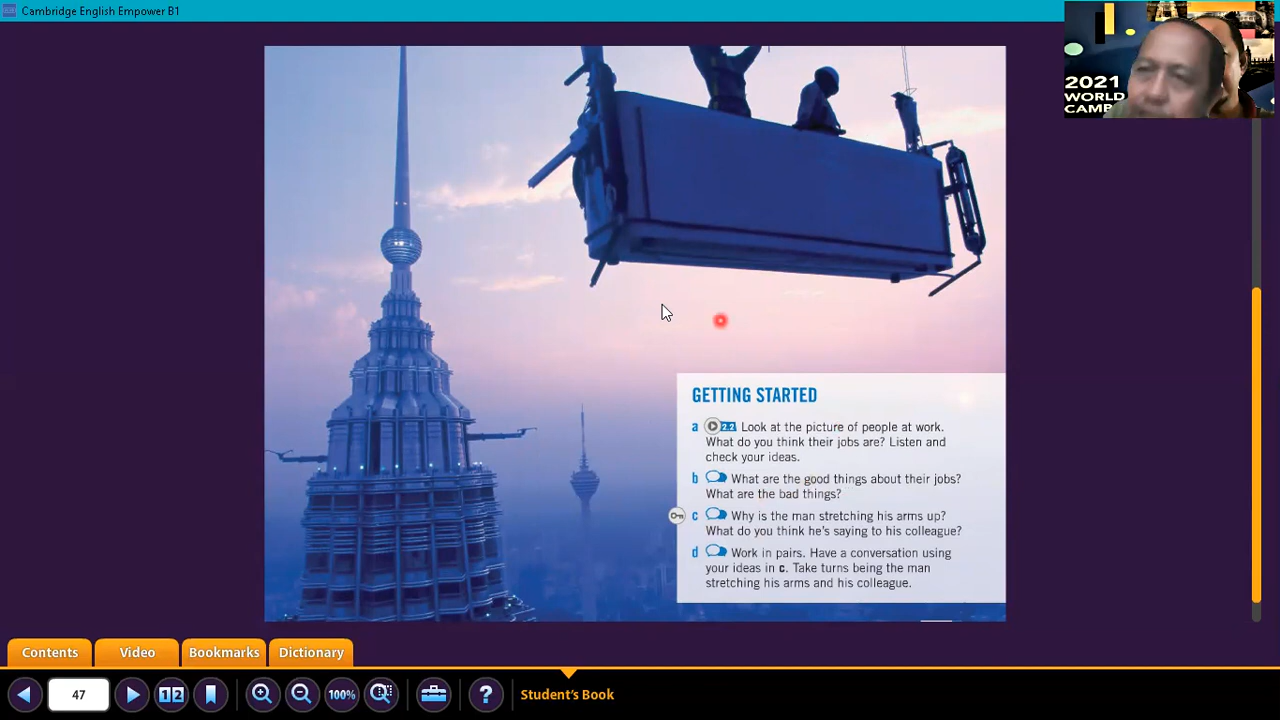 Cambridge English Empower B1
2021
WORLD
CAMP
GETTING STARTED
a 2.2 Look at the picture of people at work.
What do you think their jobs are? Listen and
check your ideas.
b What are the good things about their jobs?
What are the bad things?
c Why is the man stretching his arms up?
What do you think he's saying to his colleague?
d Work in pairs. Have a conversation using
your ideas in c. Take turns being the man
stretching his arms and his colleague.
Contents Video Bookmarks Dictionary
47 1 2 100% ? Student's Book